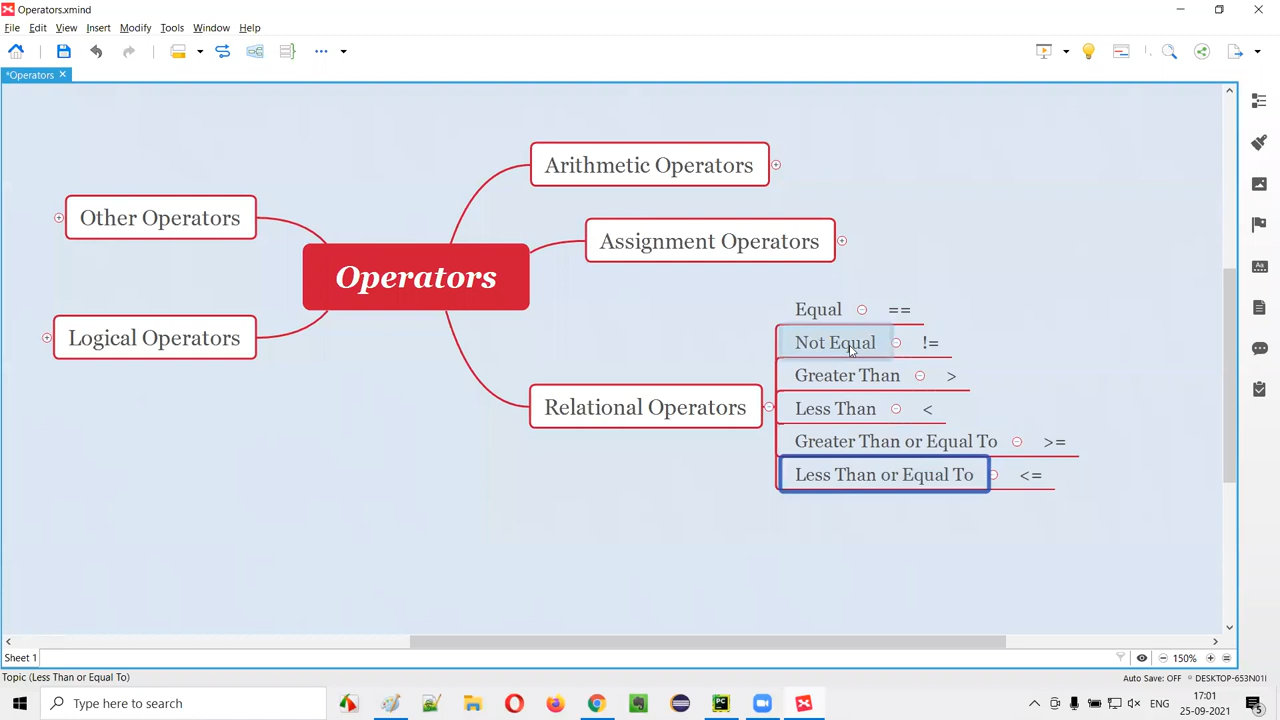 Operators.xmind
File Edit View Insert Modify Tools Window Help
*Operators
Arithmetic Operators
Other Operators
Assignment Operators
Operators
Equal ==
Logical Operators
Not Equal !=
Greater Than >
Relational Operators
Less Than <
Greater Than or Equal To >=
Less Than or Equal To <=
Sheet 1
150%
Topic (Less Than or Equal To)
Auto Save: OFF
DESKTOP-653N01I
Type here to search
ENG
17:01
25-09-2021
5